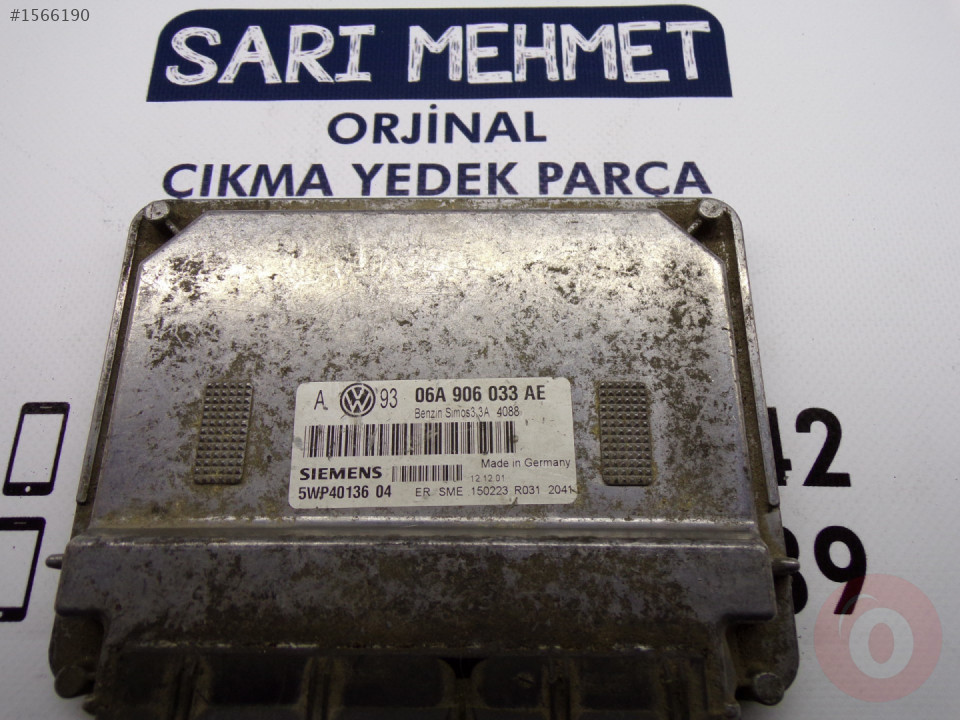 #1566190
SARI MEHMET
ORJİNAL
ÇIKMA YEDEK PARÇA
A '93 06A 906 033 AE
Benzin Simos3,3A 4088
SIEMENS 12.12.01 Made in Germany
5WP40136 04 ER. SME 150223 R031 2041
42
39